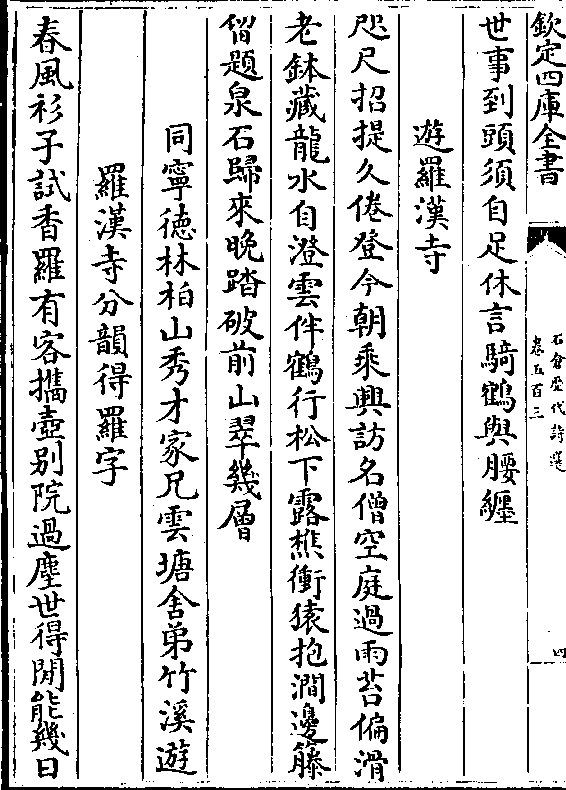 欽定四庫全書
石倉歷代詩選
卷五百三
四
世事到頭須自足休言騎鶴與腰纏
遊羅漢寺
咫尺招提久倦登今朝乘興訪名僧空庭過雨苔偏滑
老鉢藏龍水自澄雲伴鶴行松下露樵衝猿抱澗邊籐
留題泉石歸來晩踏破前山翠幾層
同寧徳林柏山秀才家兄雲塘舍弟竹溪遊
羅漢寺分韻得羅字
春風衫子試香羅有客攜壺别院過塵世得閒能幾日